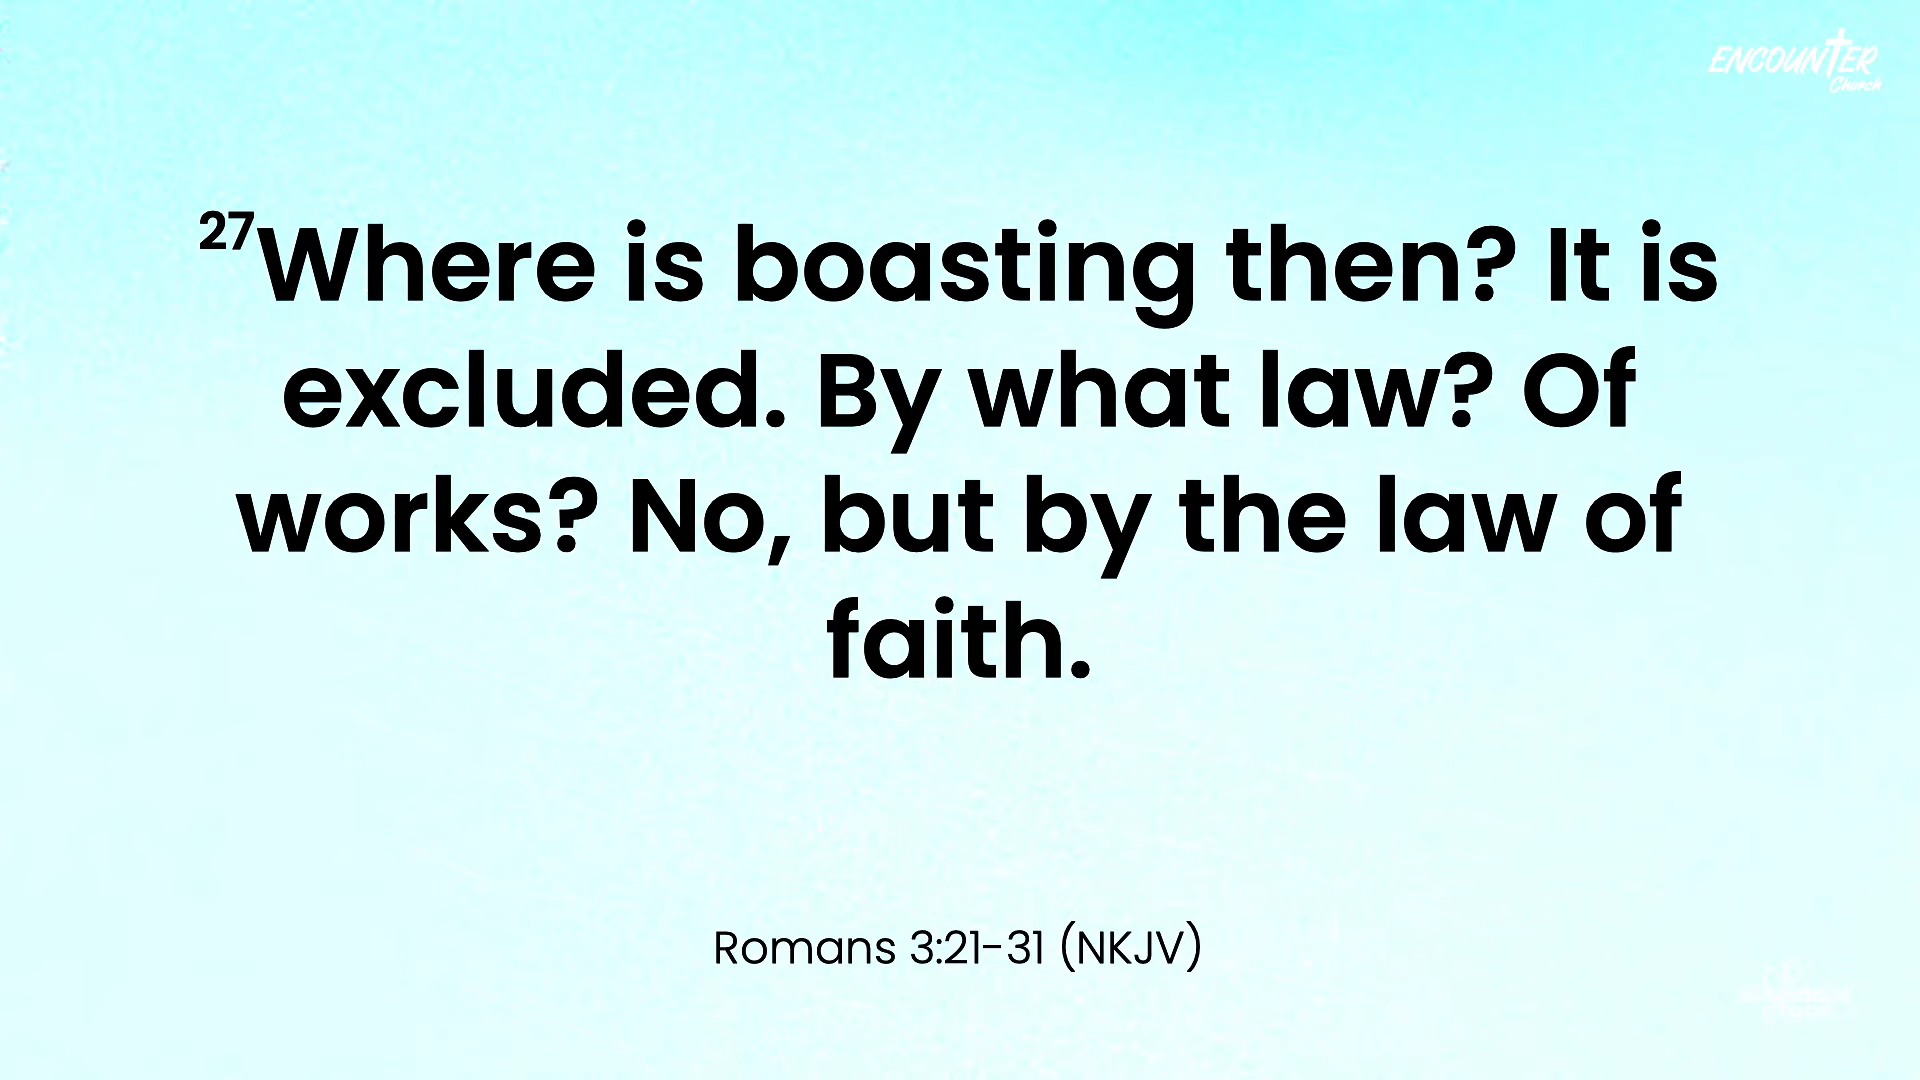 ENCOUNTER
Church
27Where is boasting then? It is
excluded. By what law? Of
works? No, but by the law of
faith.
Romans 3:21-31 (NKJV)